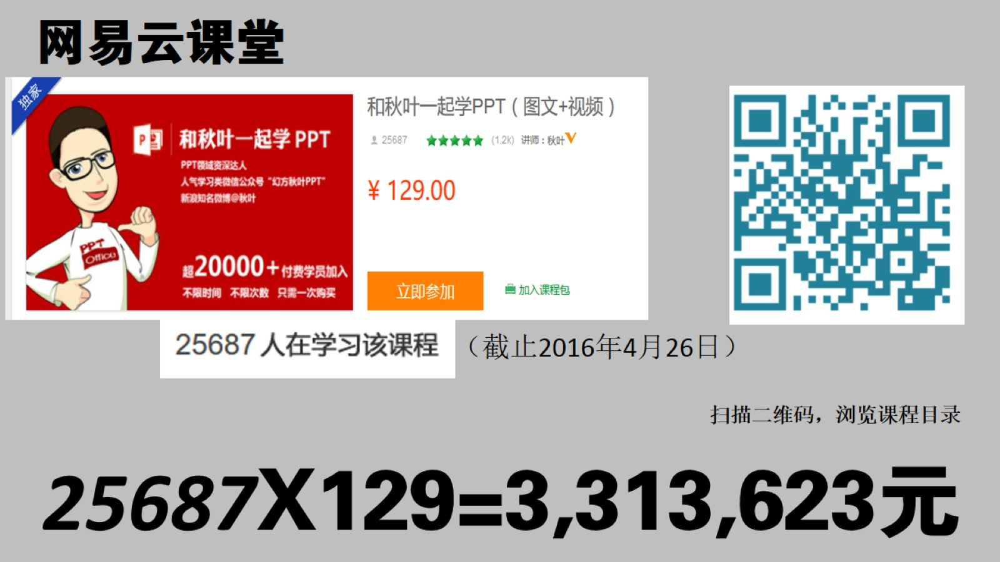 网易云课堂
独家
和秋叶一起学 PPT
PPT领域资深达人
人气学习类微信公众号“幻方秋叶PPT”
新浪知名微博@秋叶
PPT
Office
超20000+付费学员加入
不限时间 不限次数 只需一次购买
和秋叶一起学PPT（图文+视频）
25687 (1.2k) 讲师：秋叶
¥ 129.00
立即参加 加入课程包
25687人在学习该课程（截止2016年4月26日）
扫描二维码，浏览课程目录
25687X129=3,313,623元